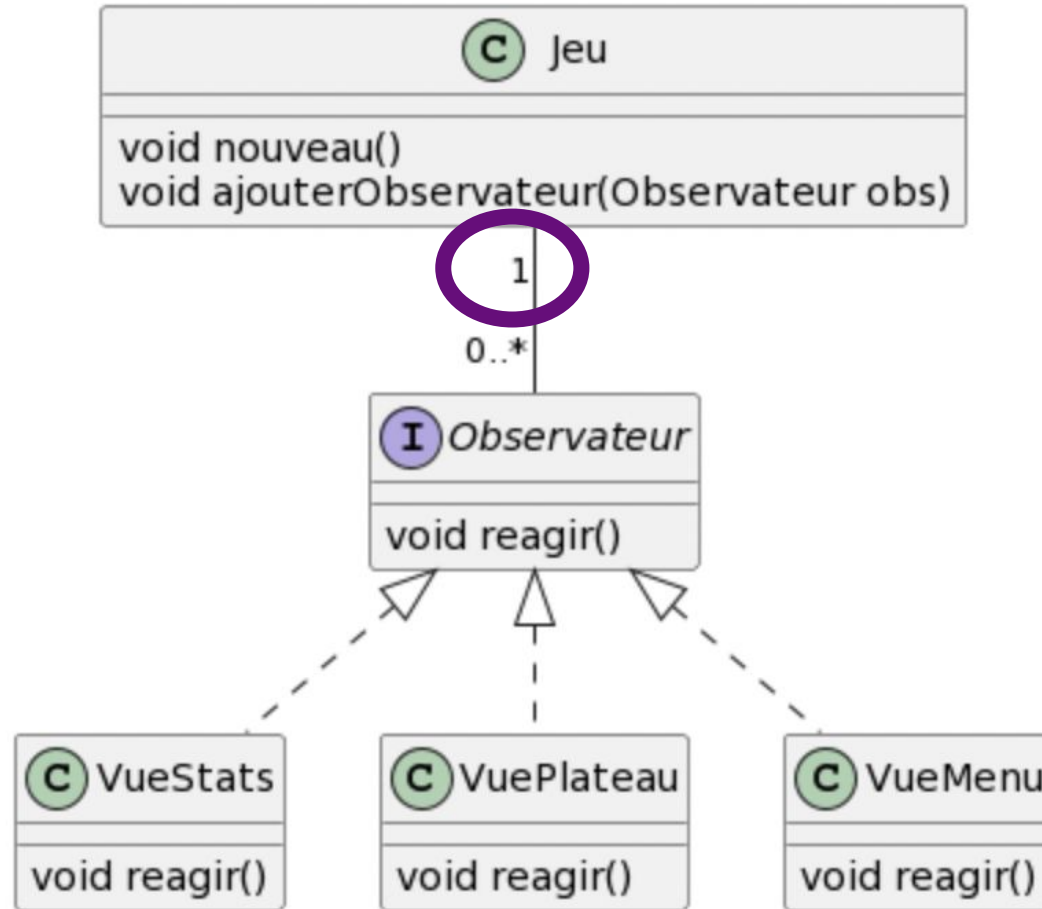 C Jeu
void nouveau()
void ajouterObservateur(Observateur obs)
1
0..*
I Observateur
void reagir()
C VueStats
void reagir()
C VuePlateau
void reagir()
C VueMenu
void reagir()